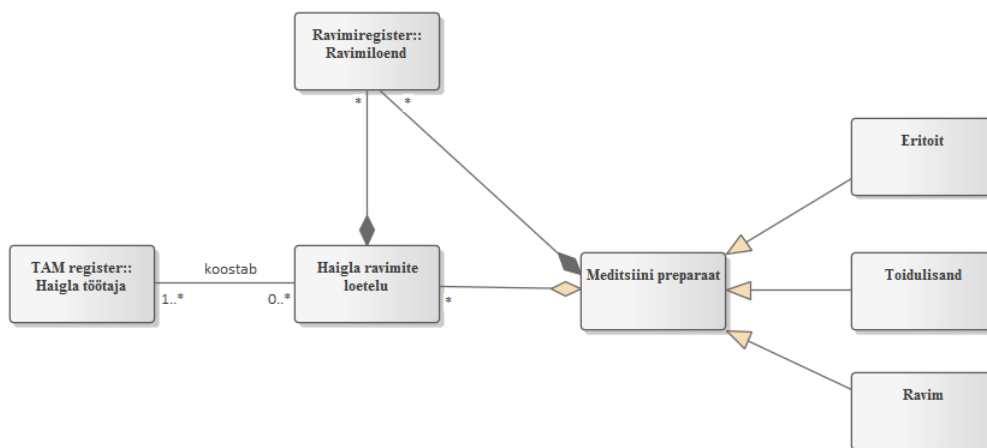 Ravimiregister::
Ravimiloend
* *
Eritoit
TAM register::
Haigla töötaja
koostab
1..* 0..*
Haigla ravimite
loetelu
*
Meditsiini preparaat
Toidulisand
Ravim